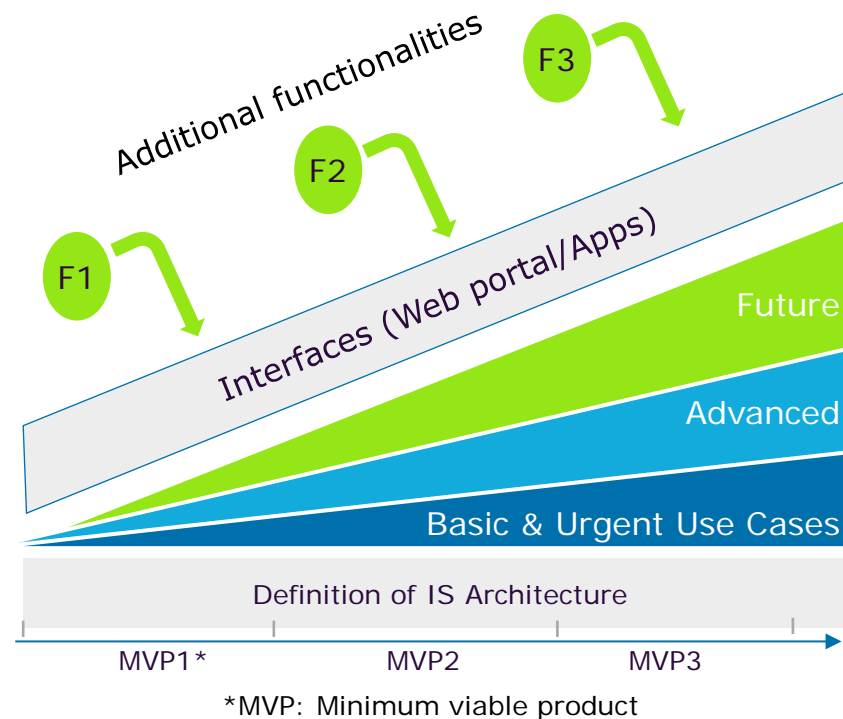 Additional functionalities
F3
F2
F1
Interfaces (Web portal/Apps)
Future
Advanced
Basic & Urgent Use Cases
Definition of IS Architecture
MVP1* MVP2 MVP3
*MVP: Minimum viable product